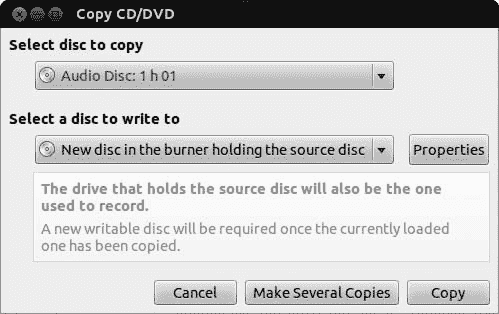 Copy CD/DVD
Select disc to copy
Audio Disc: 1 h 01
Select a disc to write to
New disc in the burner holding the source disc
Properties
The drive that holds the source disc will also be the one
used to record.
A new writable disc will be required once the currently loaded
one has been copied.
Cancel
Make Several Copies
Copy